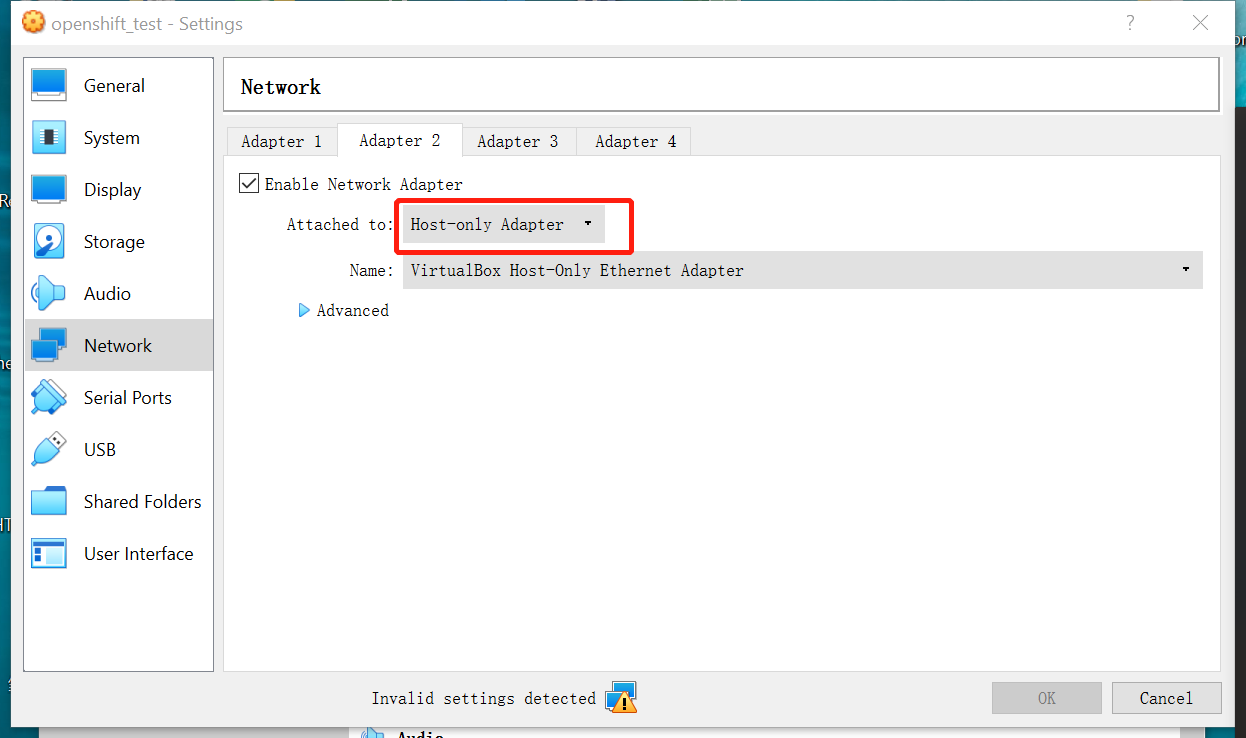 openshift_test - Settings
?
General
System
Display
Storage
Audio
Network
Serial Ports
USB
Shared Folders
User Interface
Network
Adapter 1 Adapter 2 Adapter 3 Adapter 4
Enable Network Adapter
Attached to: Host-only Adapter
Name: VirtualBox Host-Only Ethernet Adapter
Advanced
Invalid settings detected
OK Cancel